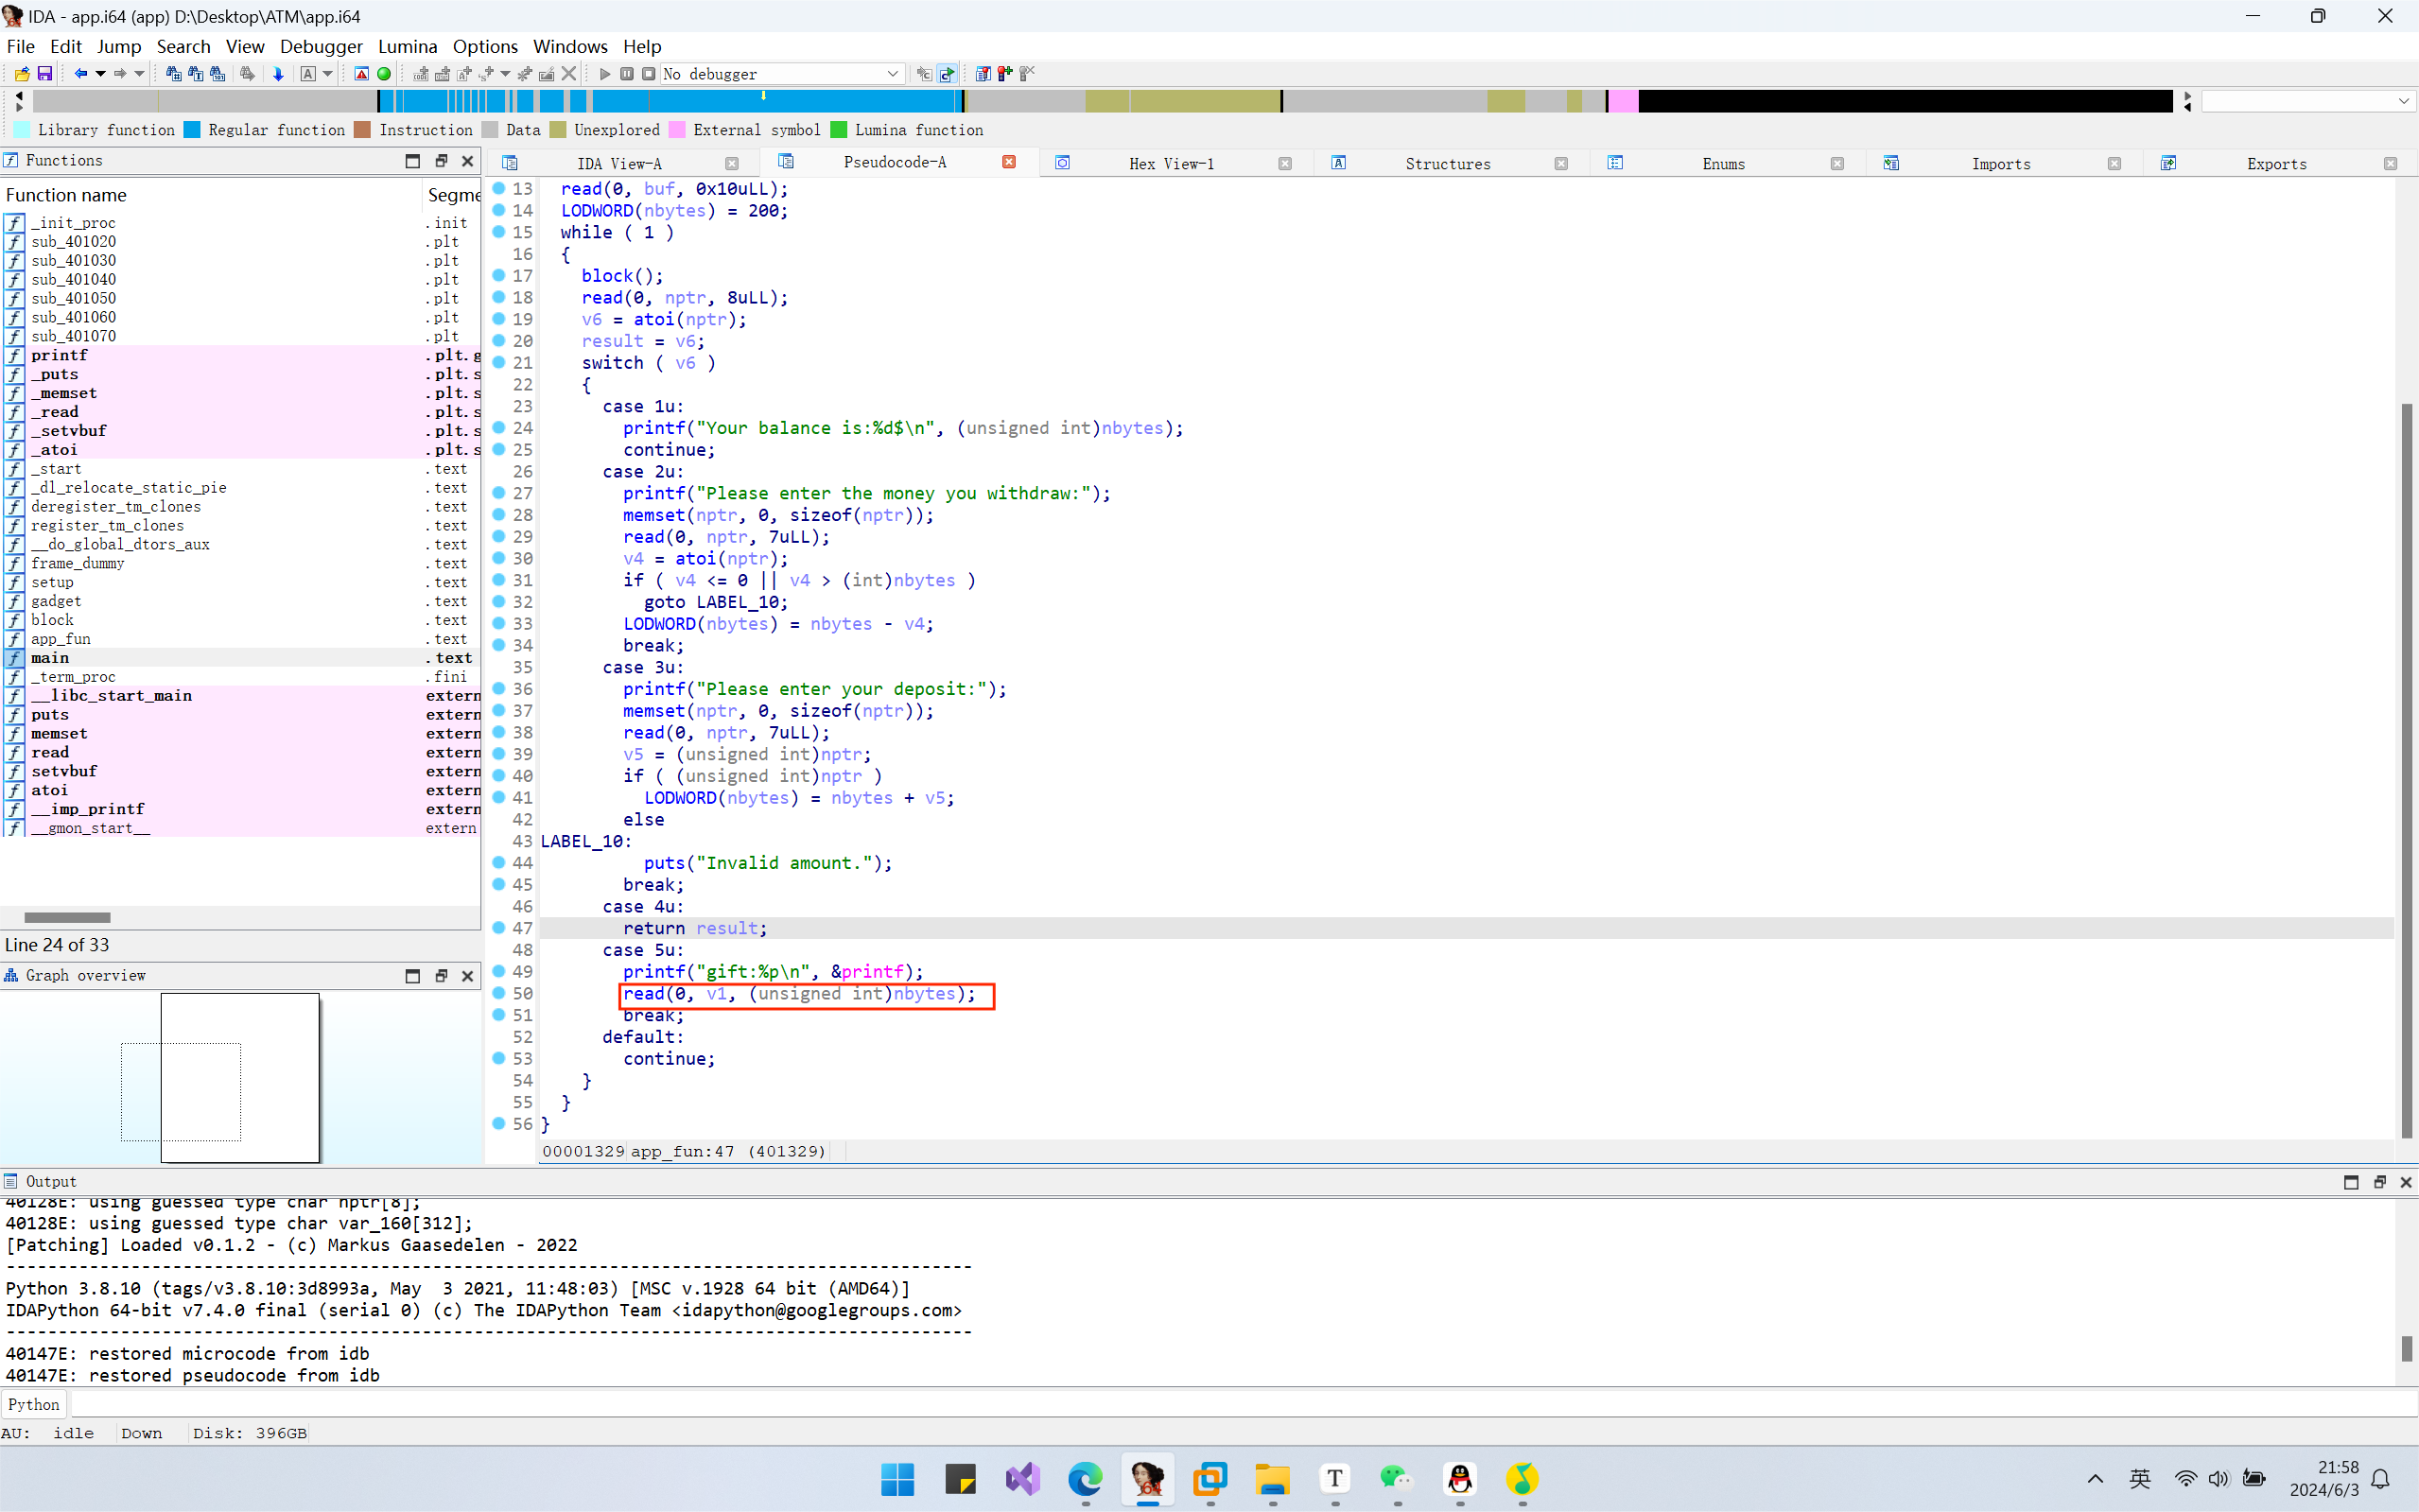 IDA - app.i64 (app) D:\Desktop\ATM\app.i64
File Edit Jump Search View Debugger Lumina Options Windows Help
No debugger
Library function Regular function Instruction Data Unexplored External symbol Lumina function
Functions
Function name Segme
_init_proc .init
sub_401020 .plt
sub_401030 .plt
sub_401040 .plt
sub_401050 .plt
sub_401060 .plt
sub_401070 .plt
printf .plt.g
_puts .plt.s
_memset .plt.s
_read .plt.s
_setvbuf .plt.s
_atoi .plt.s
_start .text
_dl_relocate_static_pie .text
deregister_tm_clones .text
register_tm_clones .text
__do_global_dtors_aux .text
frame_dummy .text
setup .text
gadget .text
block .text
app_fun .text
main .text
_term_proc .fini
__libc_start_main extern
puts extern
memset extern
read extern
setvbuf extern
atoi extern
__imp_printf extern
__gmon_start__ extern
Line 24 of 33
Graph overview
IDA View-A Pseudocode-A Hex View-1 Structures Enums Imports Exports
13 read(0, buf, 0x10uLL);
14 LODWORD(nbytes) = 200;
15 while ( 1 )
16 {
17 block();
18 read(0, nptr, 8uLL);
19 v6 = atoi(nptr);
20 result = v6;
21 switch ( v6 )
22 {
23 case 1u:
24 printf("Your balance is:%d$\n", (unsigned int)nbytes);
25 continue;
26 case 2u:
27 printf("Please enter the money you withdraw:");
28 memset(nptr, 0, sizeof(nptr));
29 read(0, nptr, 7uLL);
30 v4 = atoi(nptr);
31 if ( v4 <= 0 || v4 > (int)nbytes )
32 goto LABEL_10;
33 LODWORD(nbytes) = nbytes - v4;
34 break;
35 case 3u:
36 printf("Please enter your deposit:");
37 memset(nptr, 0, sizeof(nptr));
38 read(0, nptr, 7uLL);
39 v5 = (unsigned int)nptr;
40 if ( (unsigned int)nptr )
41 LODWORD(nbytes) = nbytes + v5;
42 else
43 LABEL_10:
44 puts("Invalid amount.");
45 break;
46 case 4u:
47 return result;
48 case 5u:
49 printf("gift:%p\n", &printf);
50 read(0, v1, (unsigned int)nbytes);
51 break;
52 default:
53 continue;
54 }
55 }
56 }
00001329 app_fun:47 (401329)
Output
40128E: using guessed type char nptr[8];
40128E: using guessed type char var_160[312];
[Patching] Loaded v0.1.2 - (c) Markus Gaasedelen - 2022
---------------------------------------------------------------------------------------------
Python 3.8.10 (tags/v3.8.10:3d8993a, May  3 2021, 11:48:03) [MSC v.1928 64 bit (AMD64)]
IDAPython 64-bit v7.4.0 final (serial 0) (c) The IDAPython Team <idapython@googlegroups.com>
---------------------------------------------------------------------------------------------
40147E: restored microcode from idb
40147E: restored pseudocode from idb
Python
AU: idle Down Disk: 396GB
英
21:58
2024/6/3